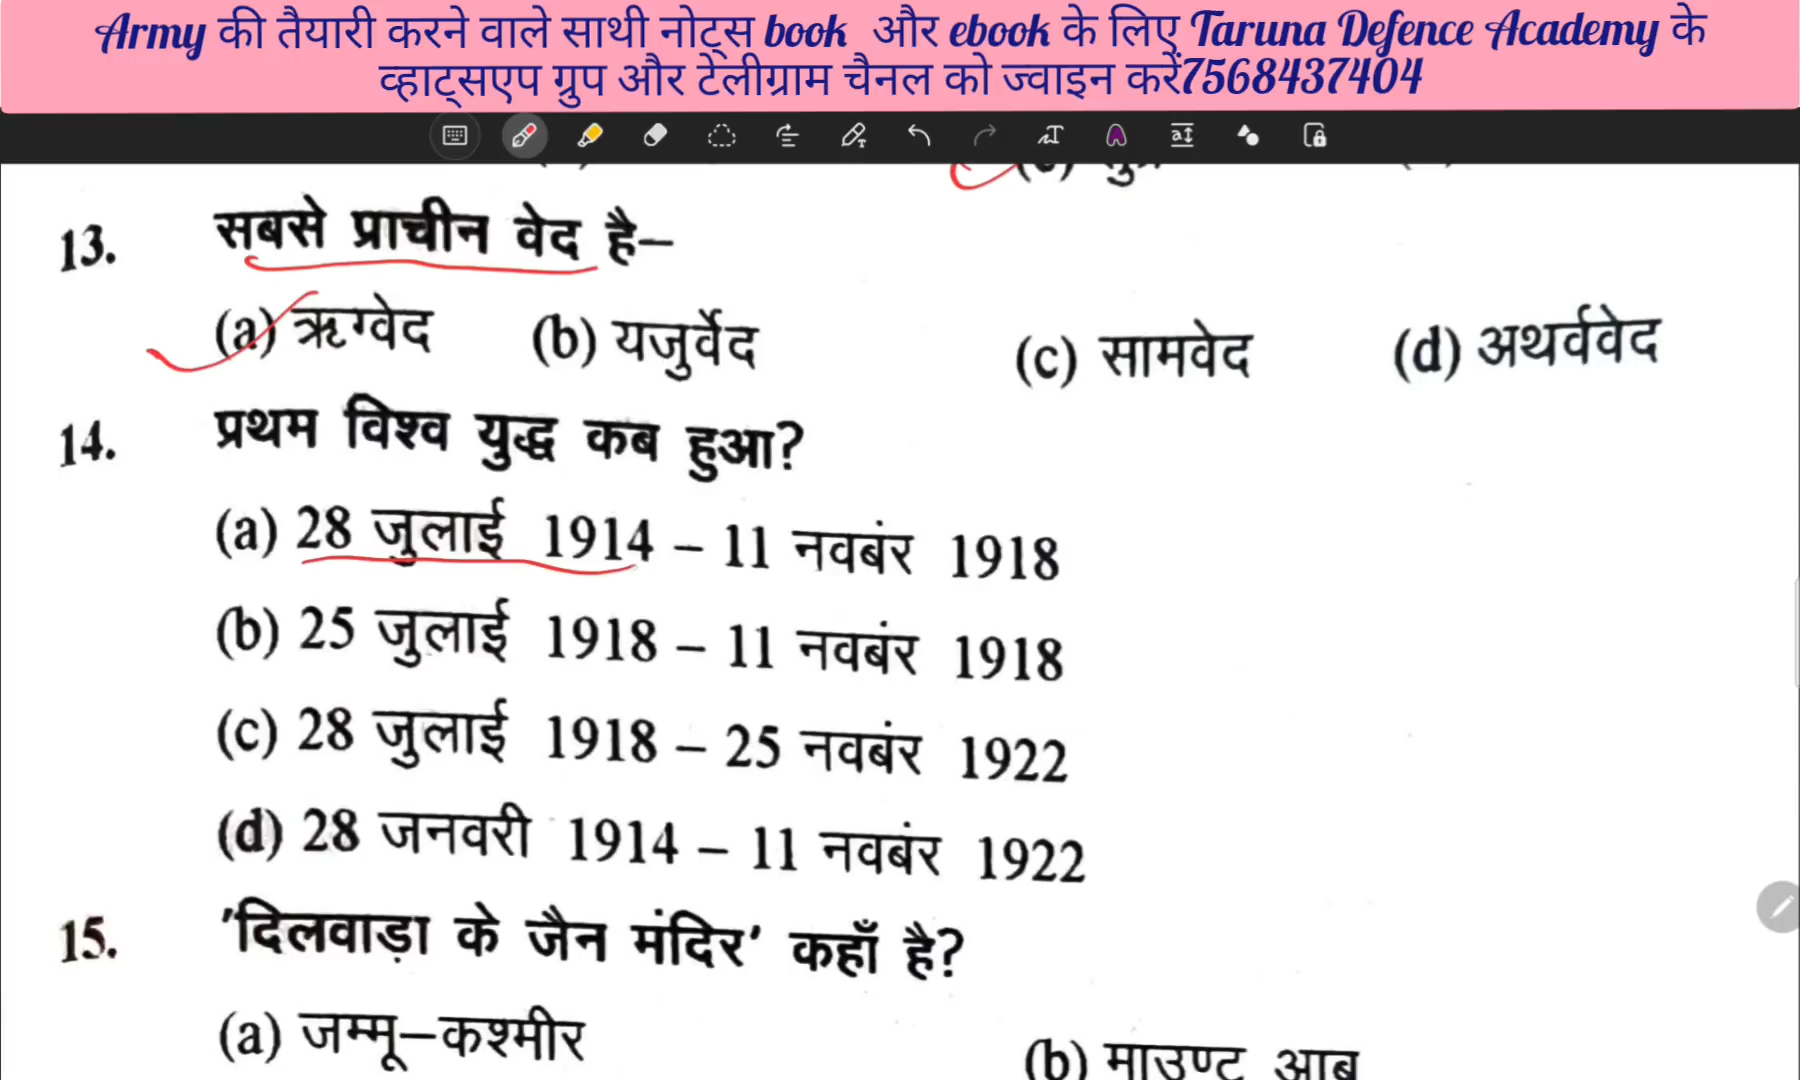 Army की तैयारी करने वाले साथी नोट्स book और ebook के लिए Taruna Defence Academy के
व्हाट्सएप ग्रुप और टेलीग्राम चैनल को ज्वाइन करें7568437404
13. सबसे प्राचीन वेद है–
(a) ऋग्वेद (b) यजुर्वेद (c) सामवेद (d) अथर्ववेद
14. प्रथम विश्व युद्ध कब हुआ?
(a) 28 जुलाई 1914 – 11 नवबंर 1918
(b) 25 जुलाई 1918 – 11 नवबंर 1918
(c) 28 जुलाई 1918 – 25 नवबंर 1922
(d) 28 जनवरी 1914 – 11 नवबंर 1922
15. 'दिलवाड़ा के जैन मंदिर' कहाँ है?
(a) जम्मू–कश्मीर (b) माउण्ट आबू